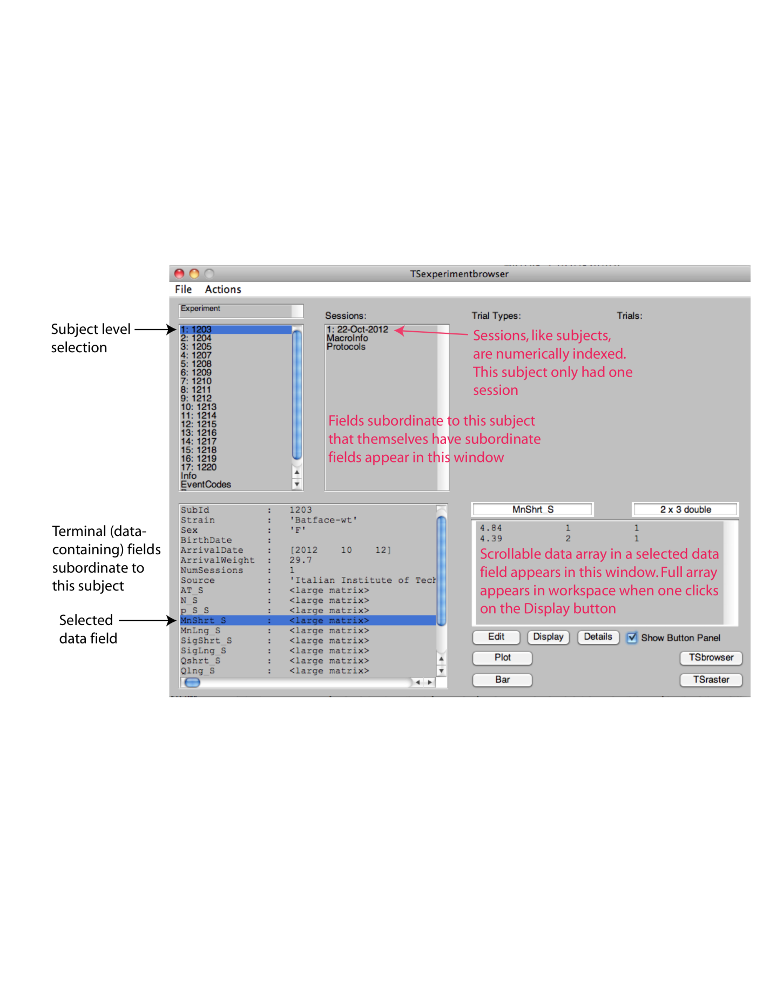 TSexperimentbrowser
File Actions
Experiment
Sessions:
Trial Types:
Trials:
Subject level
selection
1: 1203
2: 1204
3: 1205
4: 1207
5: 1208
6: 1209
7: 1210
8: 1211
9: 1212
10: 1213
11: 1214
12: 1215
13: 1216
14: 1217
15: 1218
16: 1219
17: 1220
Info
EventCodes
1: 22-Oct-2012
MacroInfo
Protocols
Sessions, like subjects,
are numerically indexed.
This subject only had one
session
Fields subordinate to this subject
that themselves have subordinate
fields appear in this window
Terminal (data-
containing) fields
subordinate to
this subject
Selected
data field
SubId : 1203
Strain : 'Batface-wt'
Sex : 'F'
BirthDate :
ArrivalDate : [2012 10 12]
ArrivalWeight : 29.7
NumSessions : 1
Source : 'Italian Institute of Tech
AT_S : <large matrix>
N_S : <large matrix>
p_S_S : <large matrix>
MnShrt_S : <large matrix>
MnLng_S : <large matrix>
SigShrt_S : <large matrix>
SigLng_S : <large matrix>
Qshrt_S : <large matrix>
Qlng_S : <large matrix>
MnShrt_S
2 x 3 double
4.84 1 1
4.39 2 1
Scrollable data array in a selected data
field appears in this window. Full array
appears in workspace when one clicks
on the Display button
Edit Display Details Show Button Panel
Plot TSbrowser
Bar TSraster